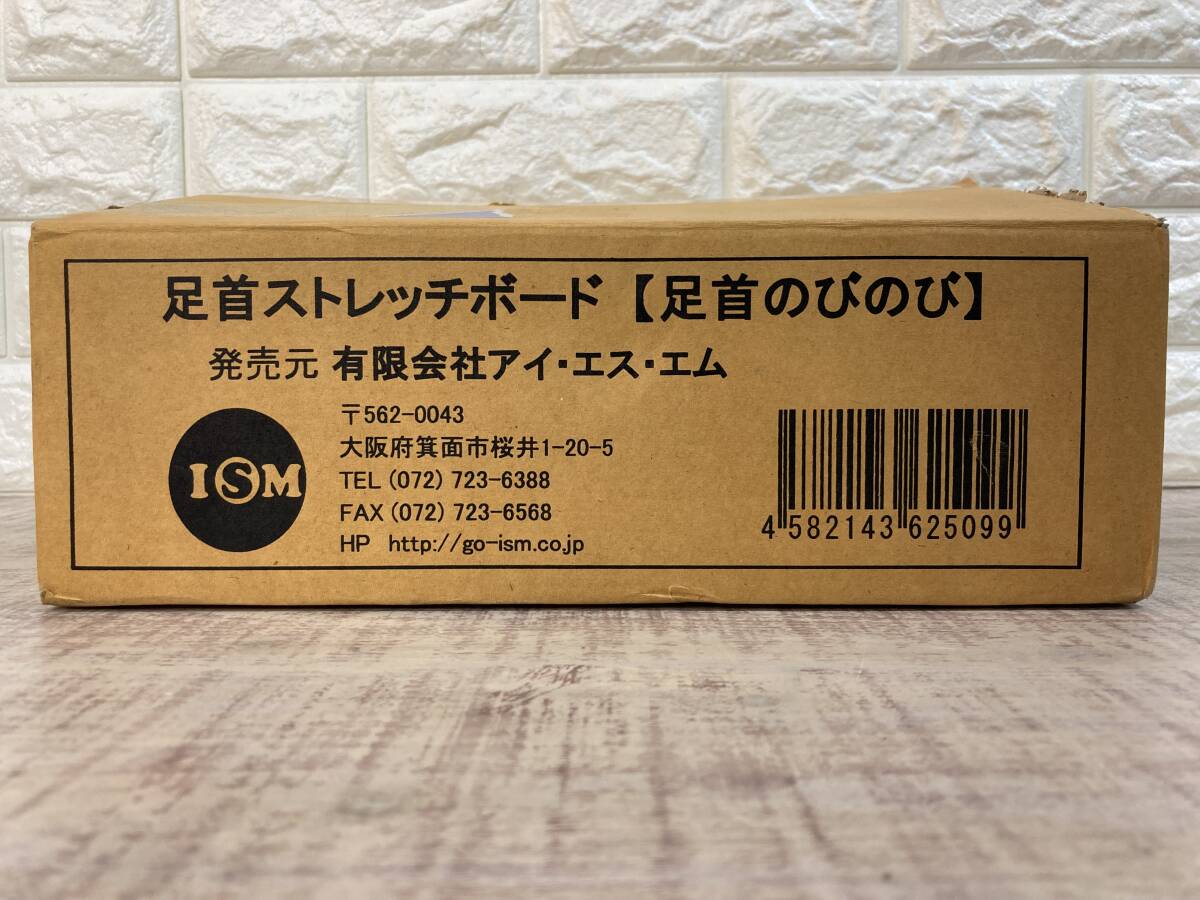 足首ストレッチボード【足首のびのび】
発売元 有限会社アイ・エス・エム
ISM
〒562-0043
大阪府箕面市桜井1-20-5
TEL (072) 723-6388
FAX (072) 723-6568
HP http://go-ism.co.jp
4 582143 625099